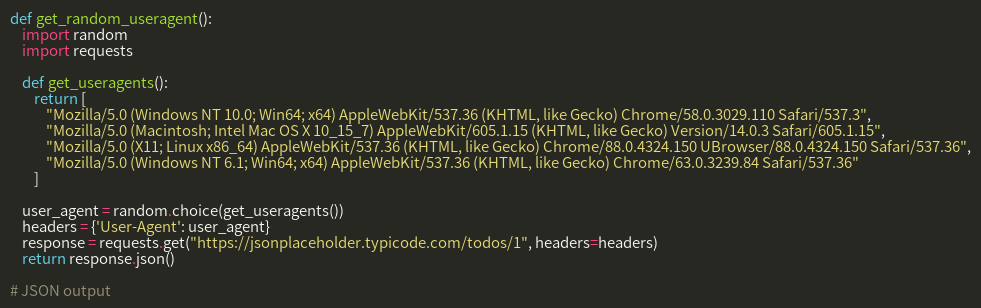 def get_random_useragent():
    import random
    import requests

    def get_useragents():
        return [
            "Mozilla/5.0 (Windows NT 10.0; Win64; x64) AppleWebKit/537.36 (KHTML, like Gecko) Chrome/58.0.3029.110 Safari/537.3",
            "Mozilla/5.0 (Macintosh; Intel Mac OS X 10_15_7) AppleWebKit/605.1.15 (KHTML, like Gecko) Version/14.0.3 Safari/605.1.15",
            "Mozilla/5.0 (X11; Linux x86_64) AppleWebKit/537.36 (KHTML, like Gecko) Chrome/88.0.4324.150 UBrowser/88.0.4324.150 Safari/537.36",
            "Mozilla/5.0 (Windows NT 6.1; Win64; x64) AppleWebKit/537.36 (KHTML, like Gecko) Chrome/63.0.3239.84 Safari/537.36"
        ]

    user_agent = random.choice(get_useragents())
    headers = {'User-Agent': user_agent}
    response = requests.get("https://jsonplaceholder.typicode.com/todos/1", headers=headers)
    return response.json()

# JSON output